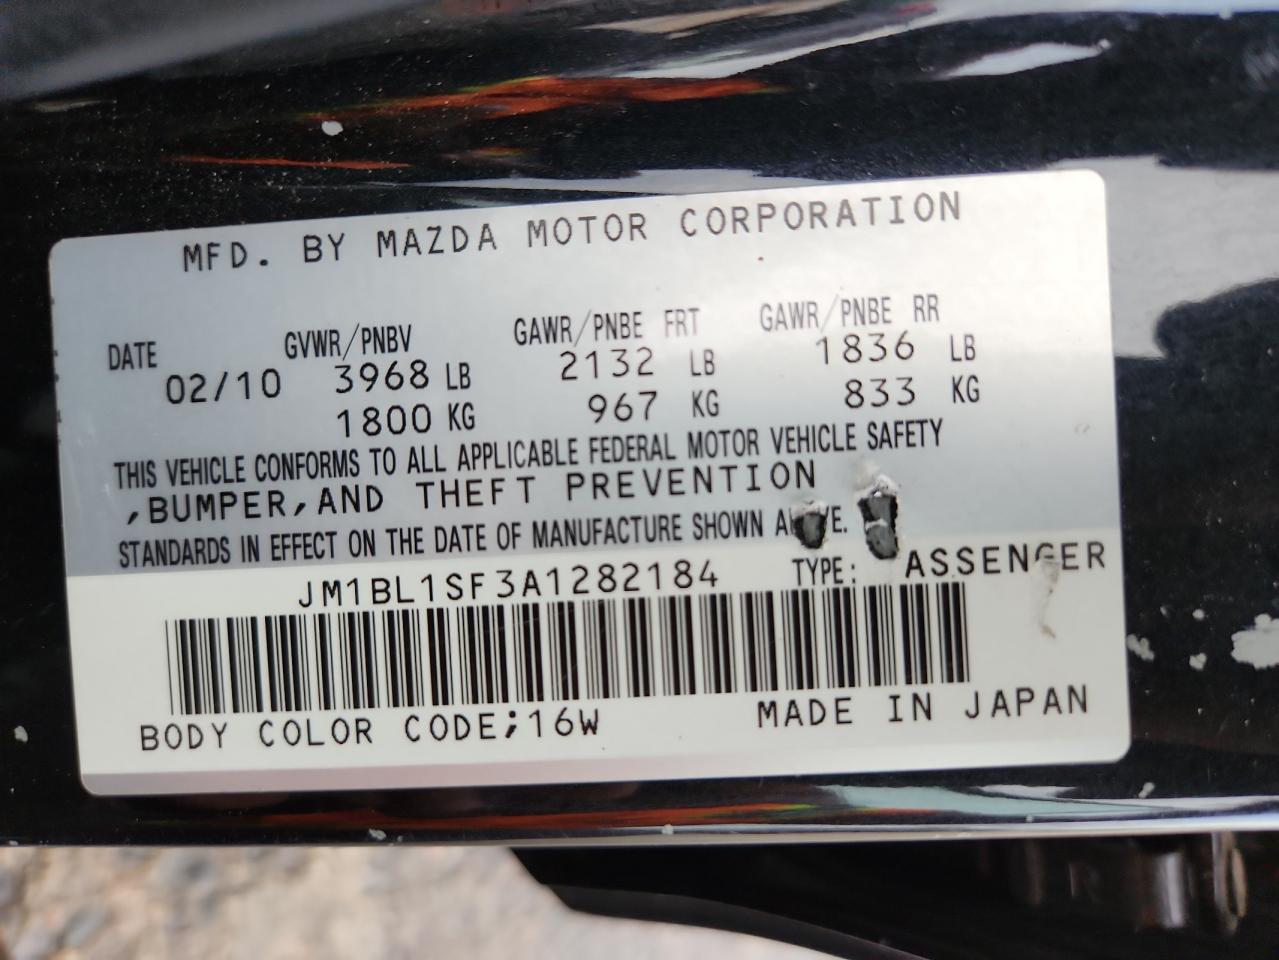 MFD. BY MAZDA MOTOR CORPORATION
DATE GVWR/PNBV GAWR/PNBE FRT GAWR/PNBE RR
02/10 3968 LB 2132 LB 1836 LB
1800 KG 967 KG 833 KG
THIS VEHICLE CONFORMS TO ALL APPLICABLE FEDERAL MOTOR VEHICLE SAFETY
,BUMPER,AND THEFT PREVENTION
STANDARDS IN EFFECT ON THE DATE OF MANUFACTURE SHOWN
JM1BL1SF3A1282184 TYPE: ASSENGER
BODY COLOR CODE;16W MADE IN JAPAN